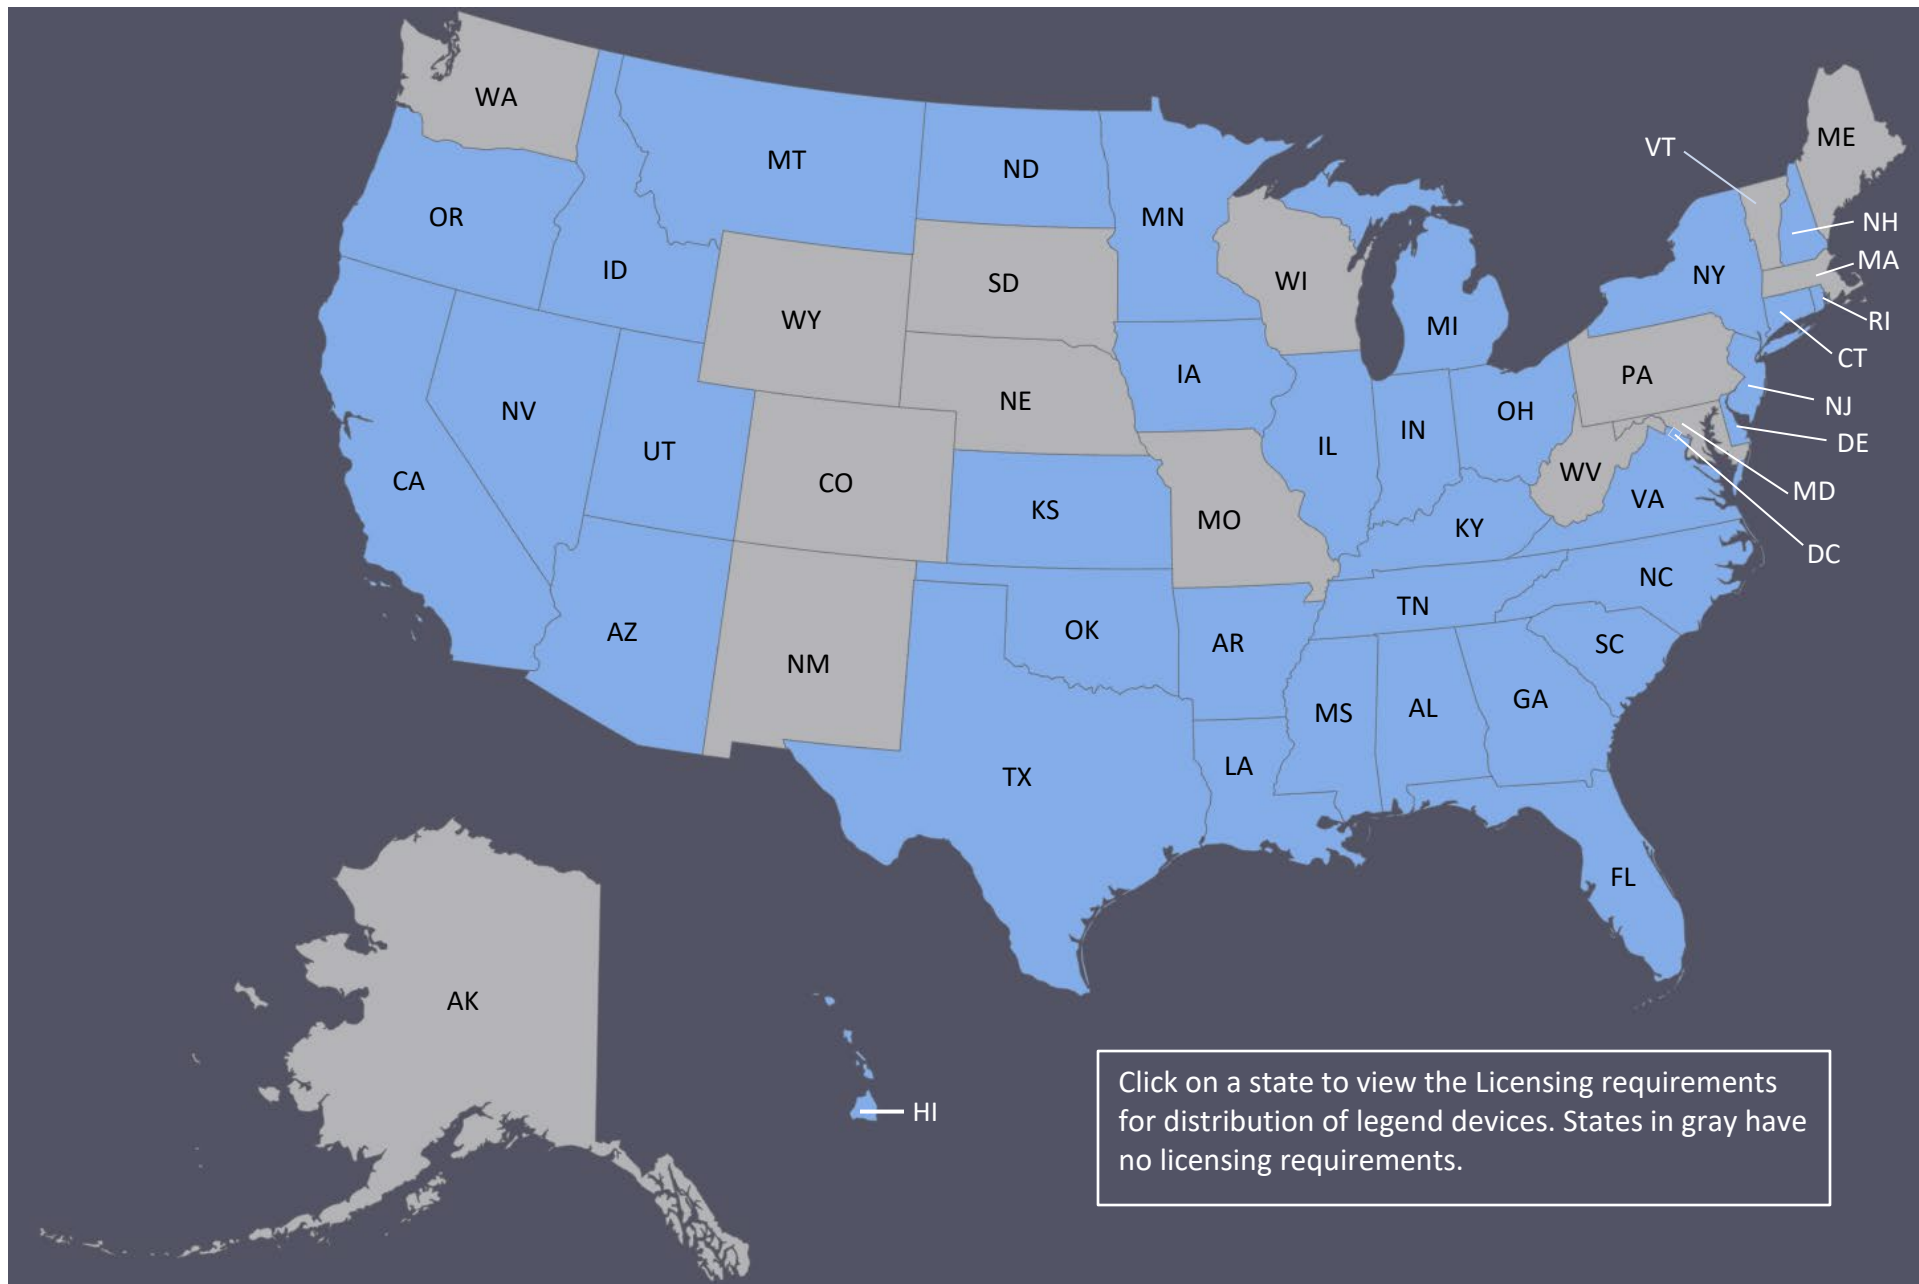 WA
ME
VT
MT
ND
OR
MN
NH
MA
ID
NY
WI
SD
WY
MI
RI
CT
IA
PA
NE
NV
OH
NJ
IN
DE
UT
IL
WV
CA
CO
MD
VA
KS
MO
KY
DC
NC
TN
AZ
OK
AR
SC
NM
GA
AL
MS
LA
TX
FL
AK
HI
Click on a state to view the Licensing requirements
for distribution of legend devices. States in gray have
no licensing requirements.